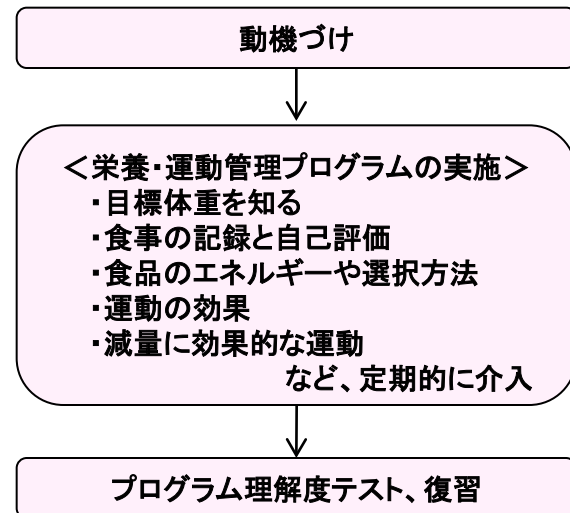 動機づけ
＜栄養・運動管理プログラムの実施＞
・目標体重を知る
・食事の記録と自己評価
・食品のエネルギーや選択方法
・運動の効果
・減量に効果的な運動
など、定期的に介入
プログラム理解度テスト、復習